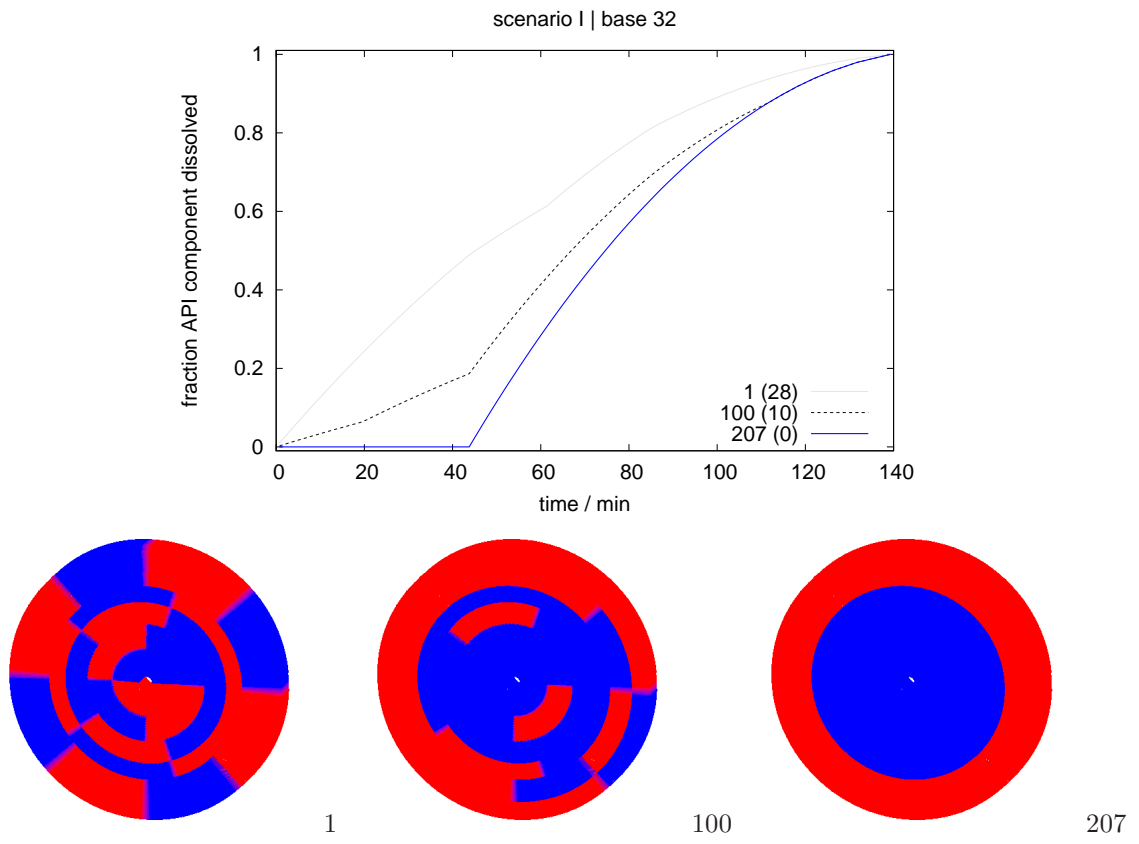 scenario I | base 32
fraction API component dissolved
1
0.8
0.6
0.4
0.2
0
0 20 40 60 80 100 120 140
time / min
1 (28)
100 (10)
207 (0)
1 100 207